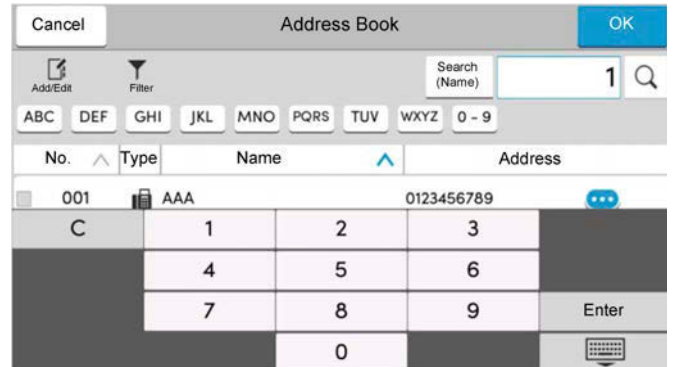 Cancel Address Book OK
Add/Edit Filter Search (Name) 1
ABC DEF GHI JKL MNO PQRS TUV WXYZ 0 - 9
No. Type Name Address
001 AAA 0123456789
C 1 2 3
4 5 6
7 8 9 Enter
0